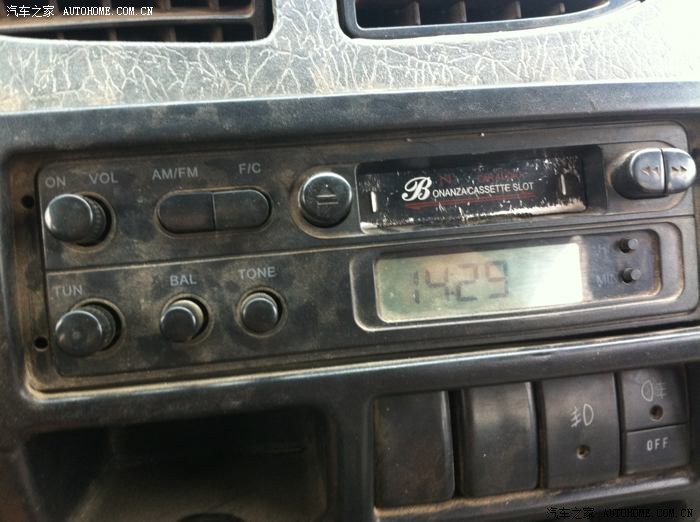 汽车之家 AUTOHOME.COM.CN
ON VOL AM/FM F/C
BONANZA/CASSETTE SLOT
TUN BAL TONE
14:29
OFF
汽车之家 AUTOHOME.COM.CN